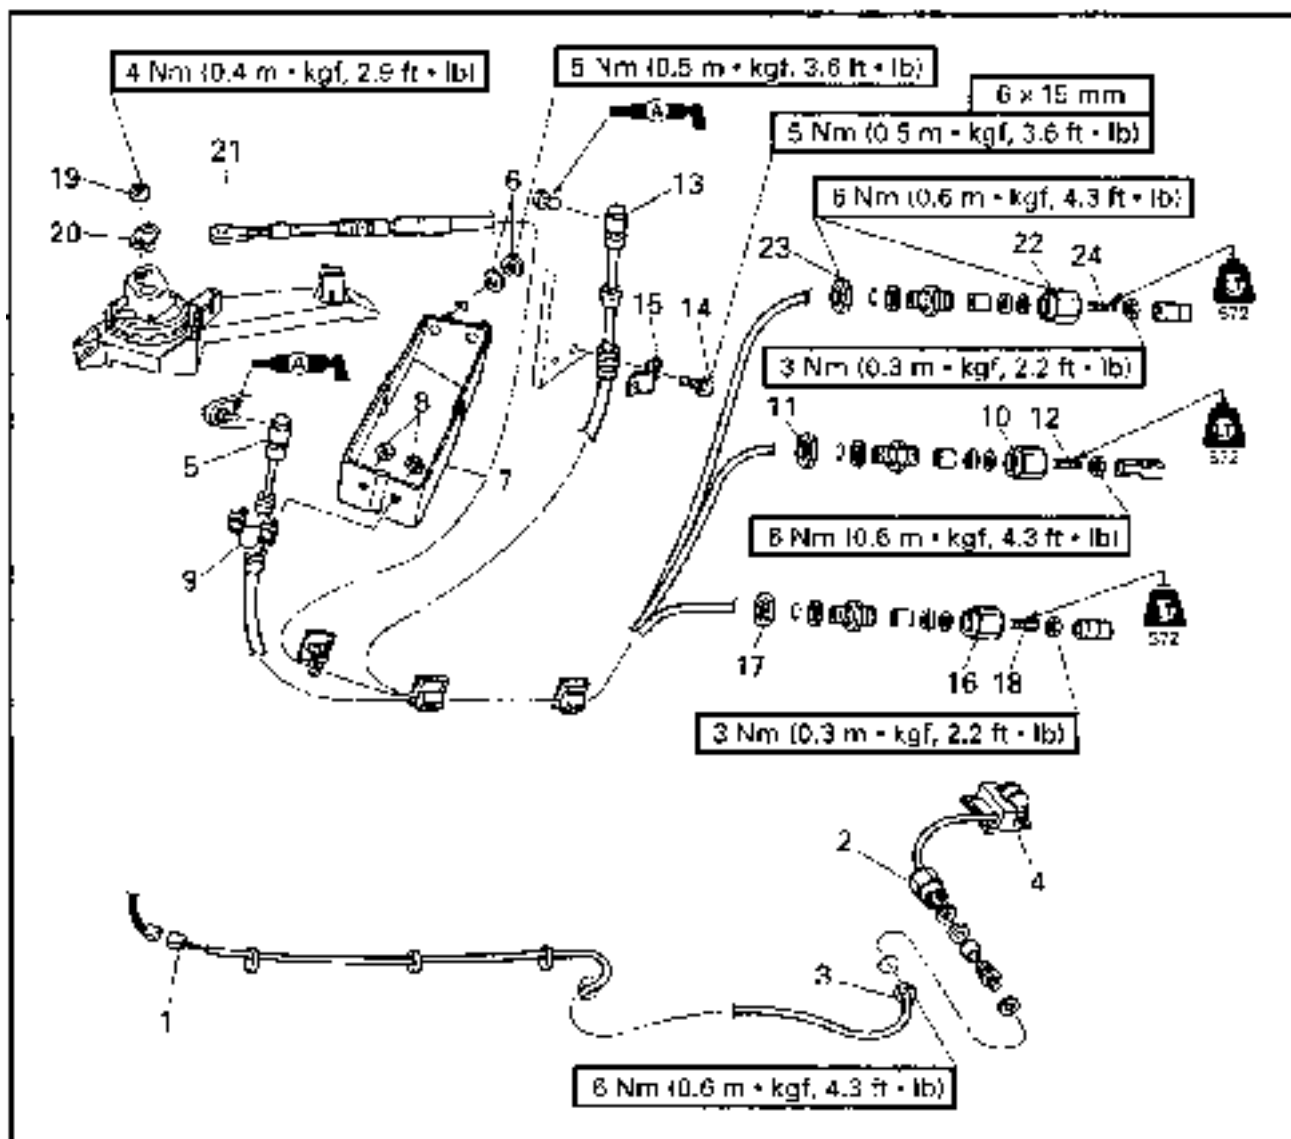 4 Nm (0.4 m • kgf, 2.9 ft • lb)
5 Nm (0.5 m • kgf, 3.6 ft • lb)
6 × 15 mm
5 Nm (0.5 m • kgf, 3.6 ft • lb)
A
21
19
6
13
6 Nm (0.6 m • kgf, 4.3 ft • lb)
20
23
22
24
LT
572
15
14
A
3 Nm (0.3 m • kgf, 2.2 ft • lb)
8
11
10
12
LT
572
5
7
9
6 Nm (0.6 m • kgf, 4.3 ft • lb)
LT
572
17
16
18
3 Nm (0.3 m • kgf, 2.2 ft • lb)
2
4
3
1
6 Nm (0.6 m • kgf, 4.3 ft • lb)